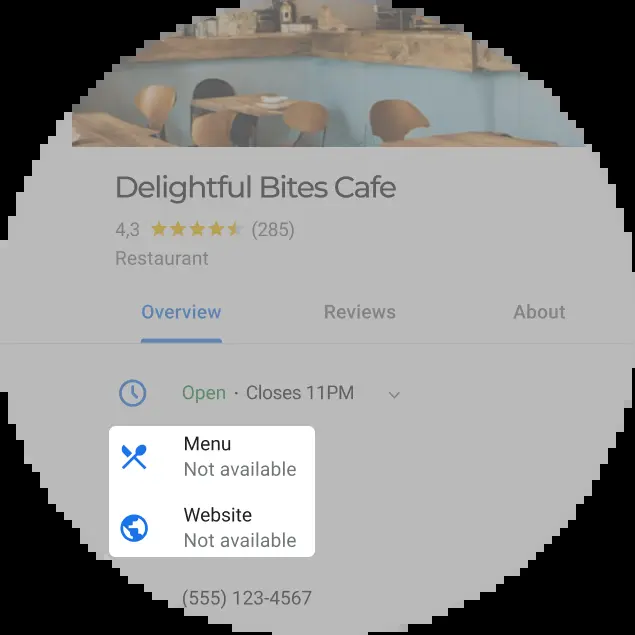 Delightful Bites Cafe
4,3 (285)
Restaurant
Overview Reviews About
Open · Closes 11PM
Menu
Not available
Website
Not available
(555) 123-4567